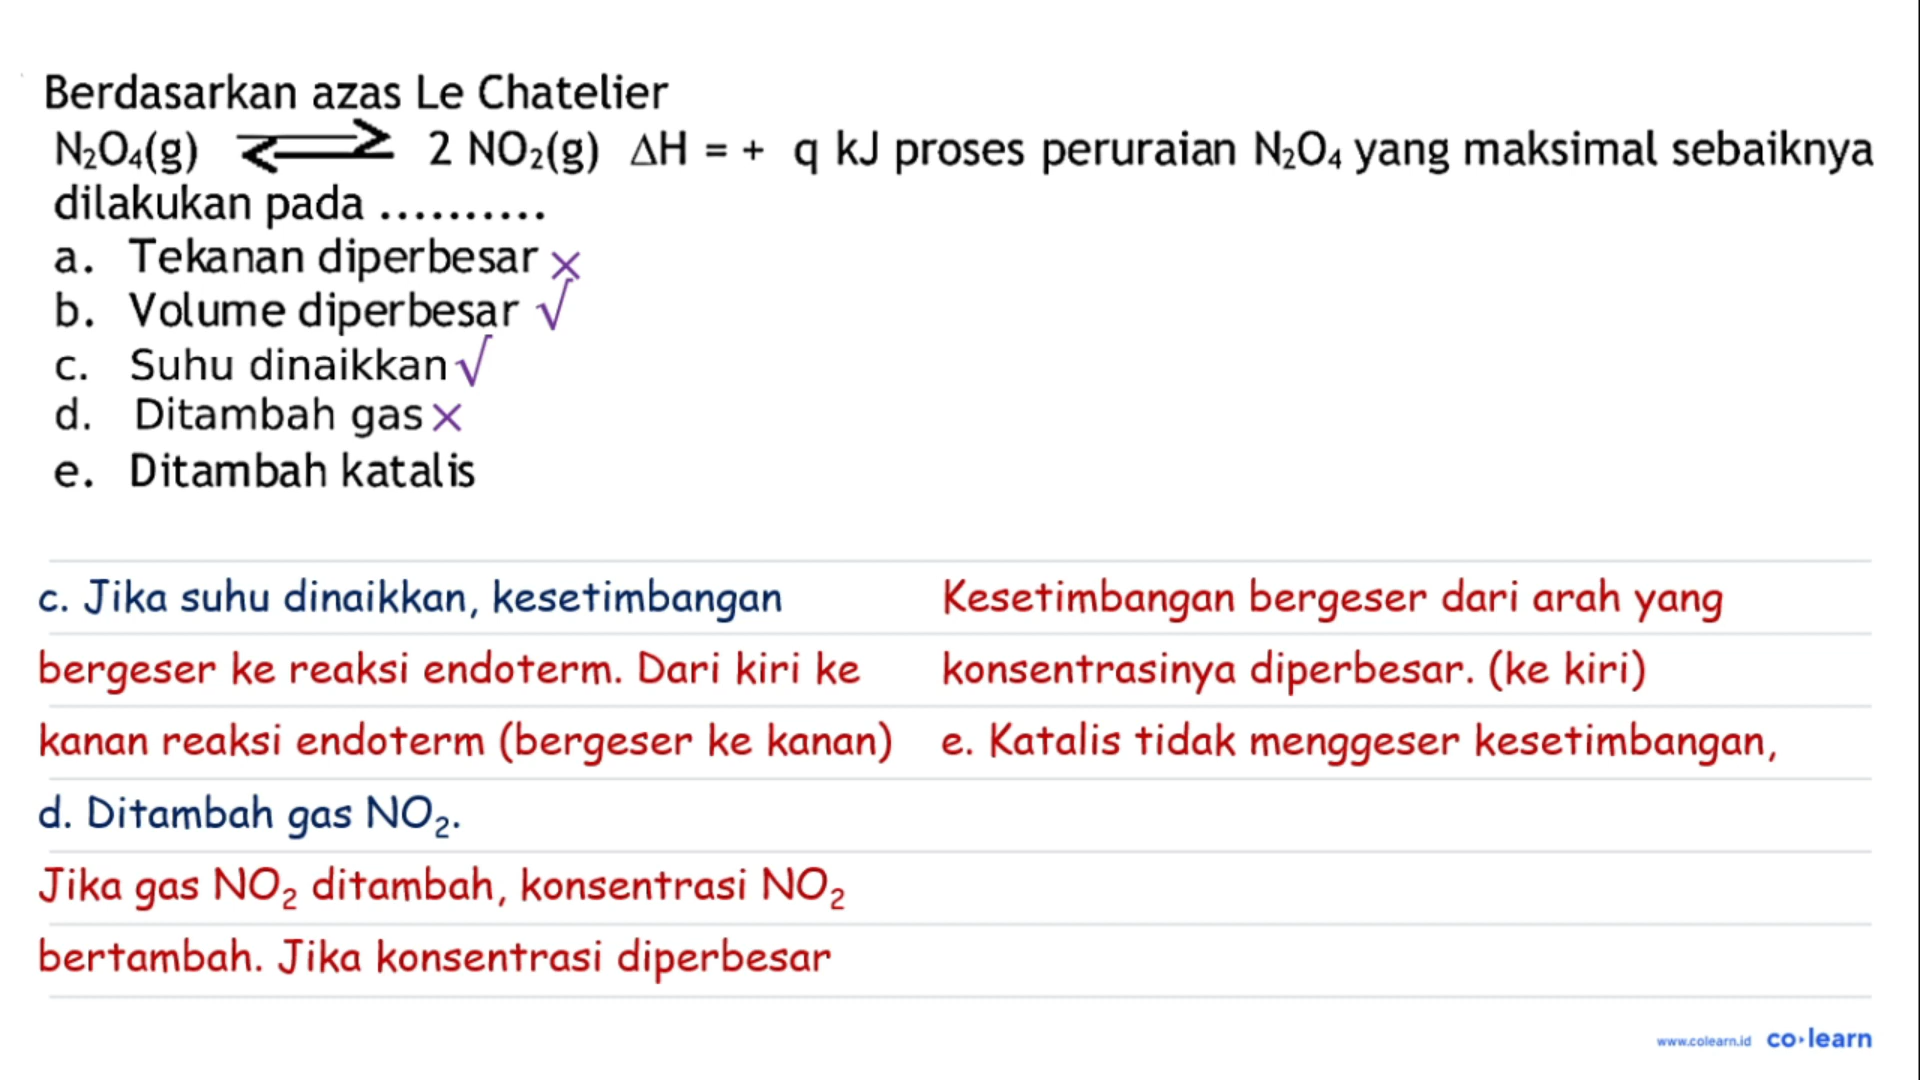 Berdasarkan azas Le Chatelier
N₂O₄(g) ⇌ 2 NO₂(g) ΔH = + q kJ proses peruraian N₂O₄ yang maksimal sebaiknya
dilakukan pada ..........
a. Tekanan diperbesar ×
b. Volume diperbesar √
c. Suhu dinaikkan √
d. Ditambah gas ×
e. Ditambah katalis
c. Jika suhu dinaikkan, kesetimbangan
bergeser ke reaksi endoterm. Dari kiri ke
kanan reaksi endoterm (bergeser ke kanan)
d. Ditambah gas NO₂.
Jika gas NO₂ ditambah, konsentrasi NO₂
bertambah. Jika konsentrasi diperbesar
Kesetimbangan bergeser dari arah yang
konsentrasinya diperbesar. (ke kiri)
e. Katalis tidak menggeser kesetimbangan,
www.colearn.id co·learn